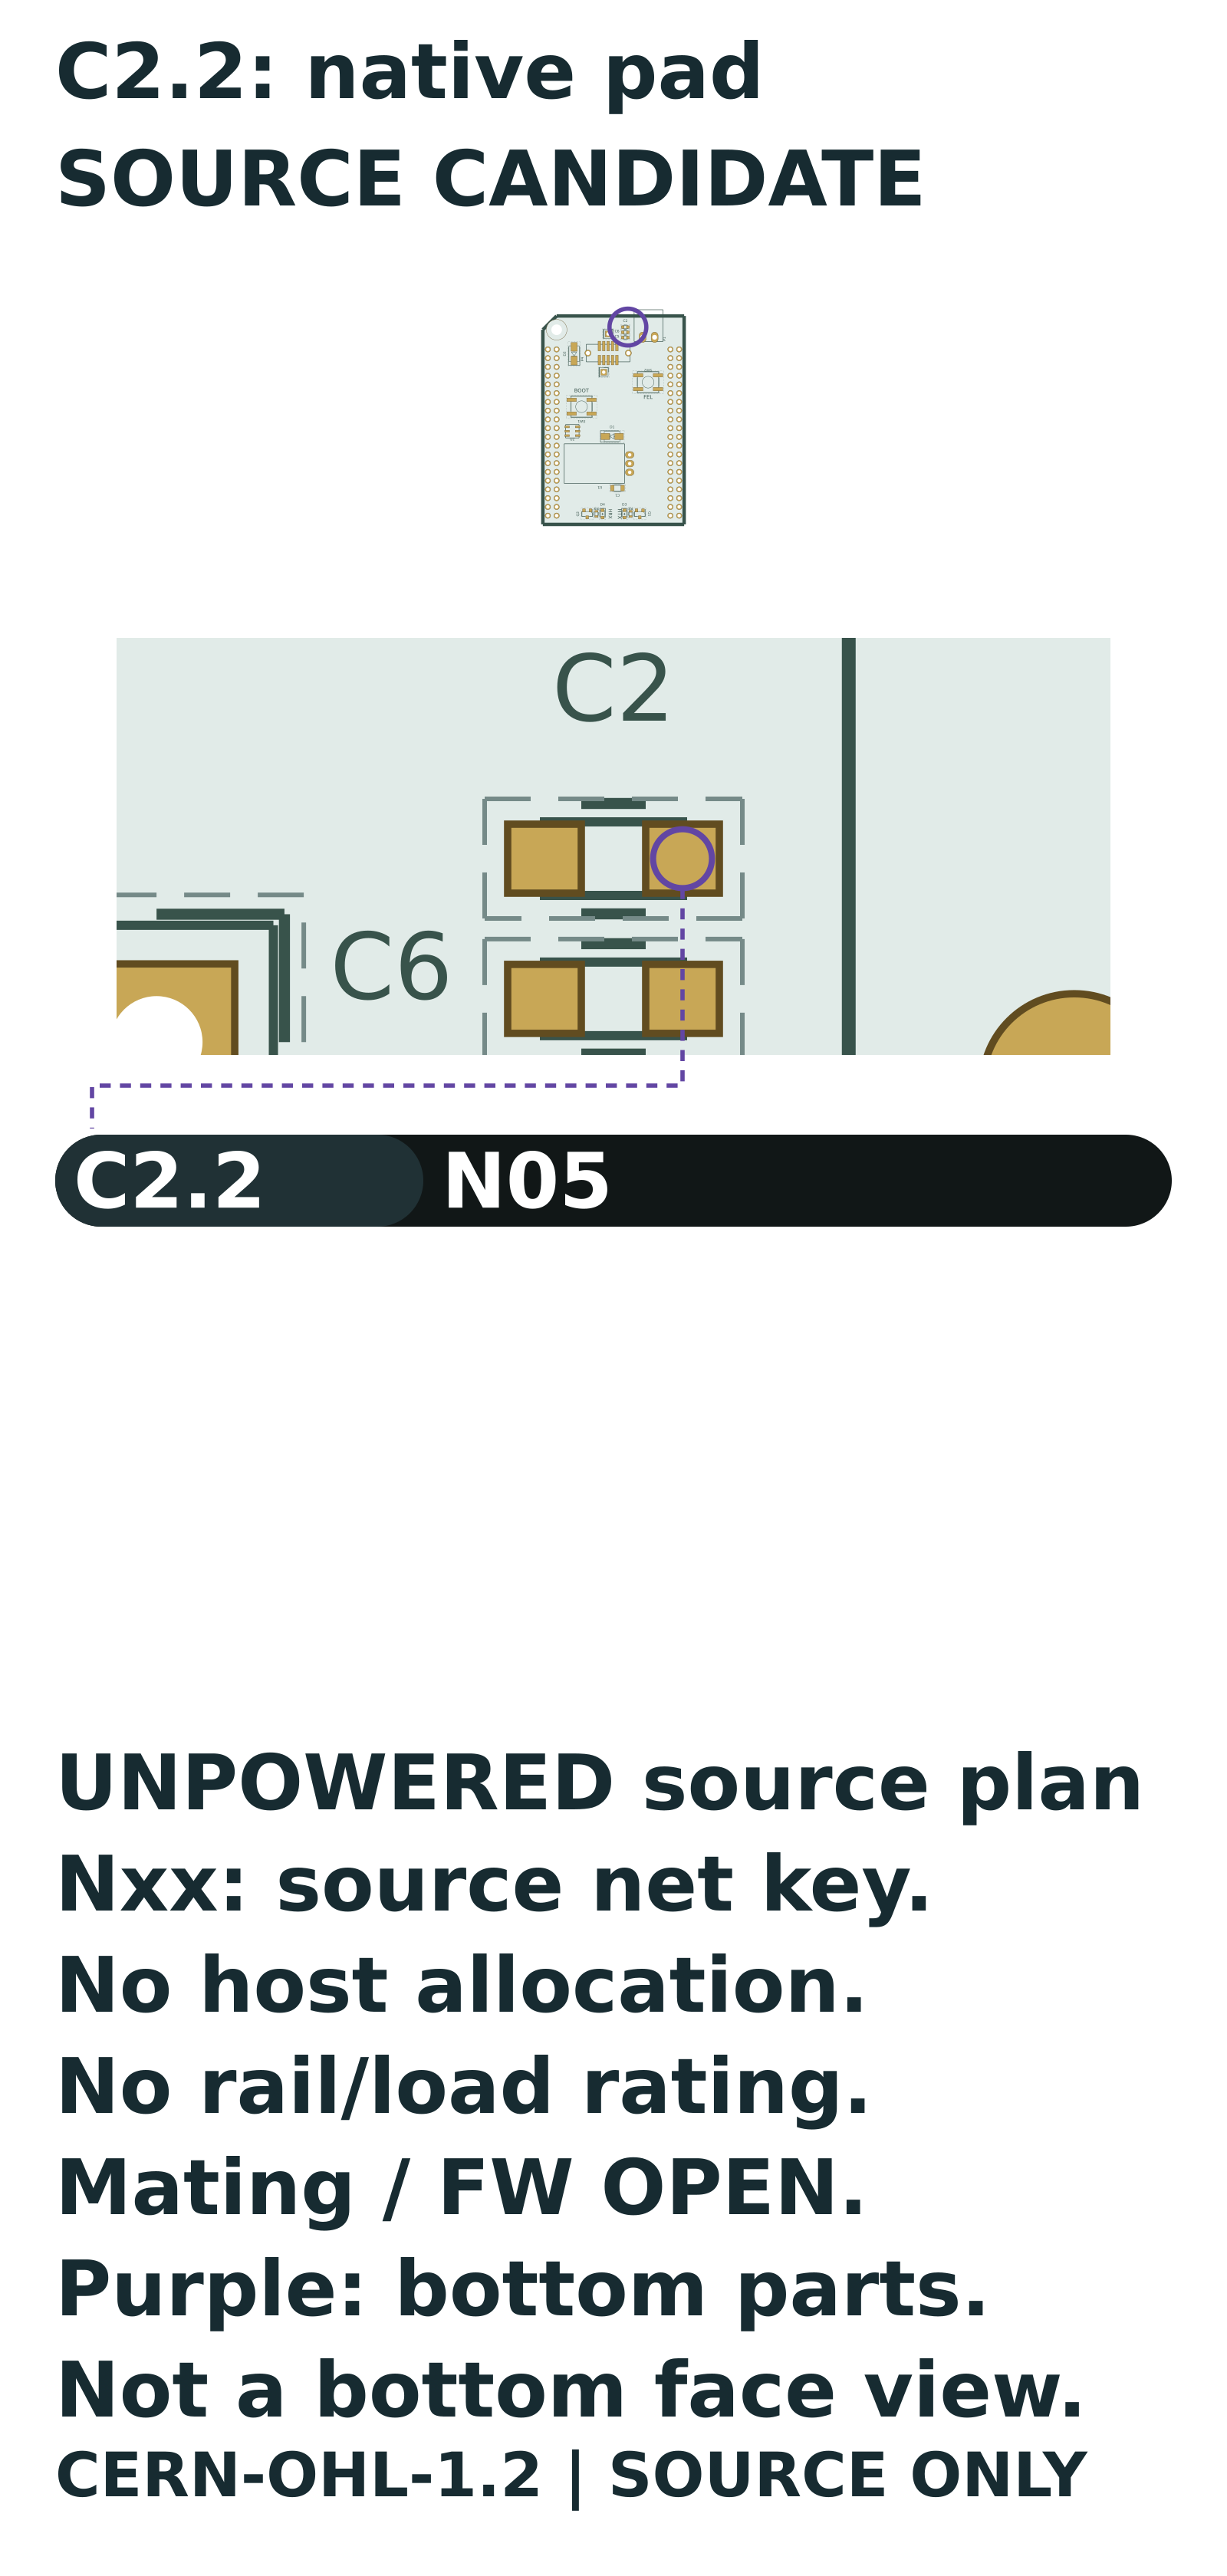 C2.2: native pad
SOURCE CANDIDATE
BOOT
FEL
C2
C6
C2.2 N05
UNPOWERED source plan
Nxx: source net key.
No host allocation.
No rail/load rating.
Mating / FW OPEN.
Purple: bottom parts.
Not a bottom face view.
CERN-OHL-1.2 | SOURCE ONLY